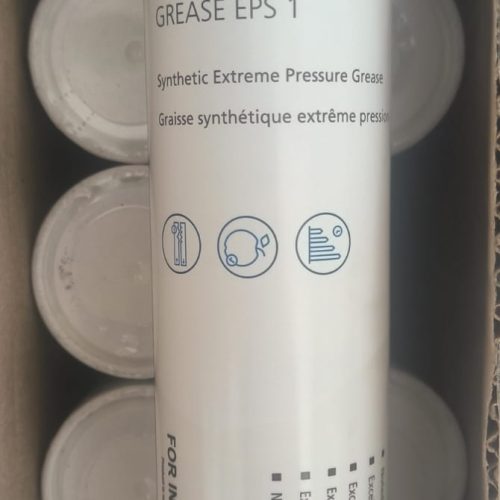 GREASE EPS 1
Synthetic Extreme Pressure Grease
Graisse synthétique extrême pression
FOR IN